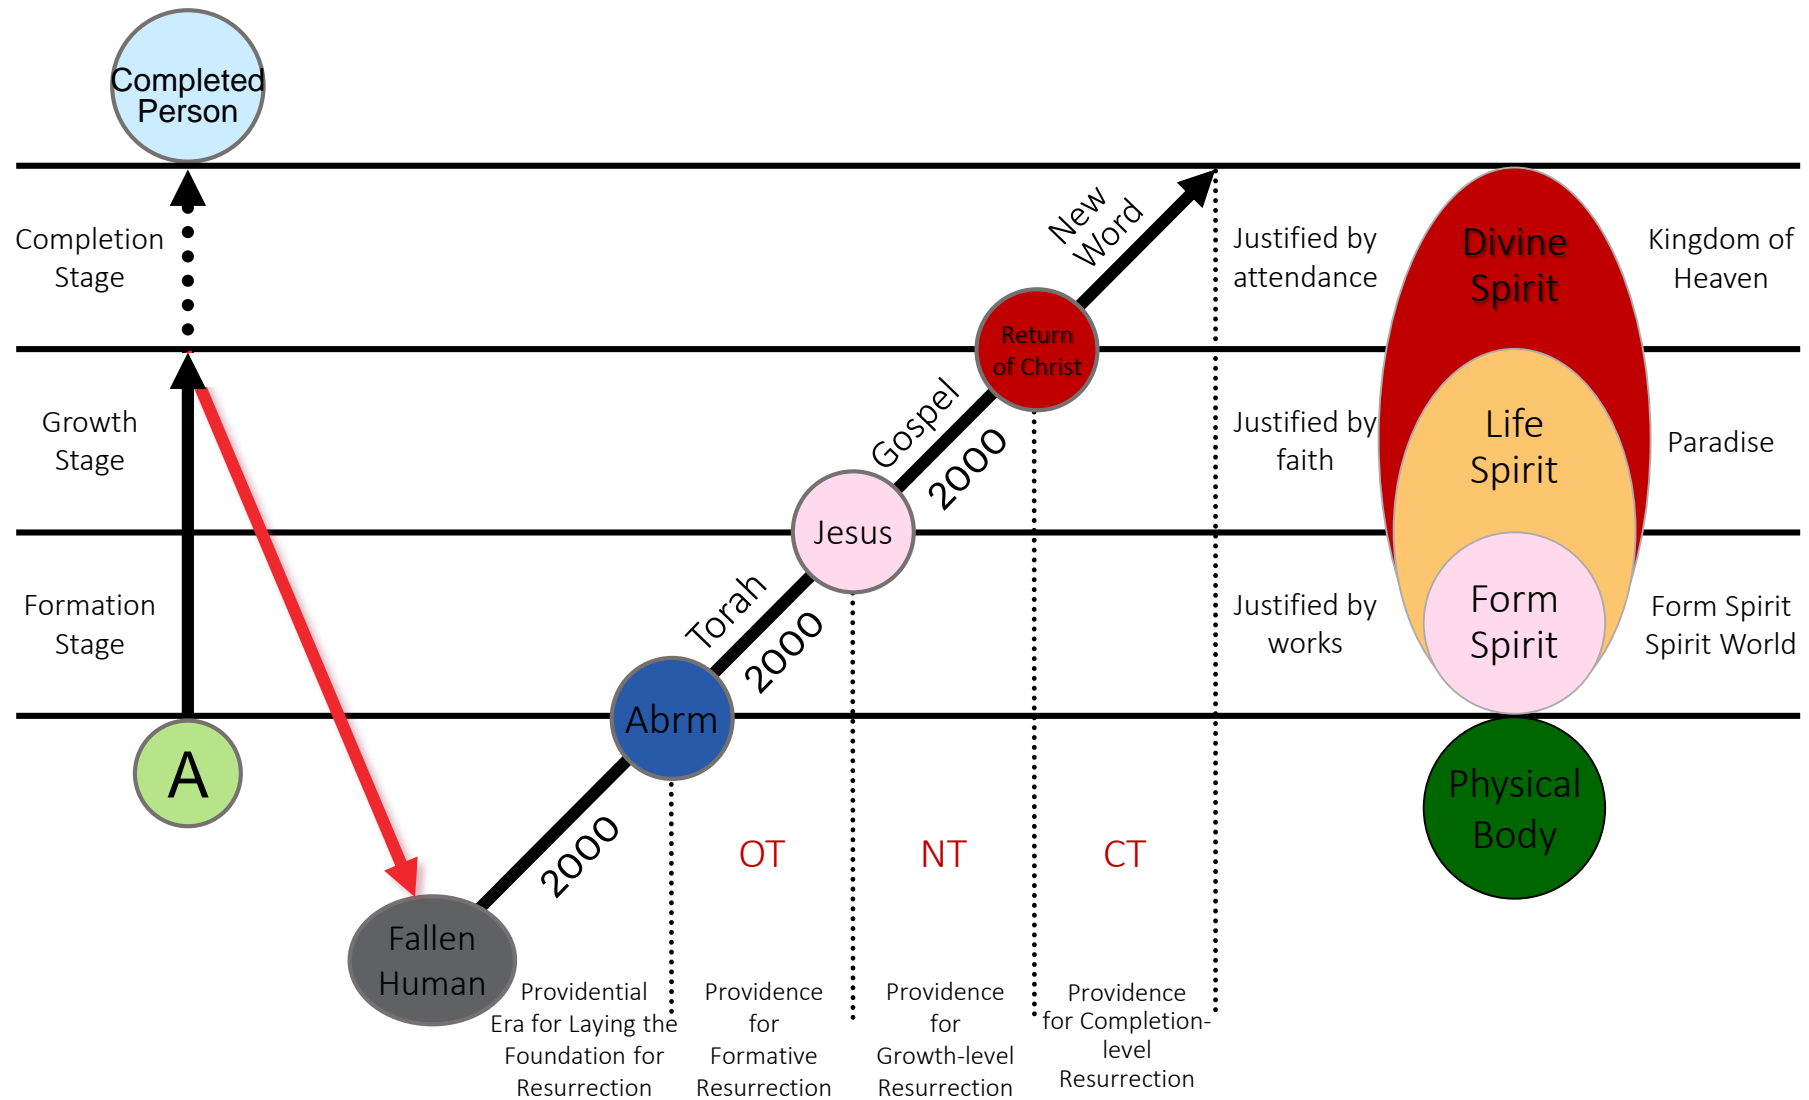 Completed
Person
Completion
Stage
New
Word
Justified by
attendance
Divine
Spirit
Kingdom of
Heaven
Return
of Christ
Growth
Stage
Gospel
2000
Justified by
faith
Life
Spirit
Paradise
Jesus
Formation
Stage
Torah
2000
Justified by
works
Form
Spirit
Form Spirit
Spirit World
Abrm
A
Physical
Body
2000
OT
NT
CT
Fallen
Human
Providential
Era for Laying the
Foundation for
Resurrection
Providence
for
Formative
Resurrection
Providence
for
Growth-level
Resurrection
Providence
for Completion-
level
Resurrection